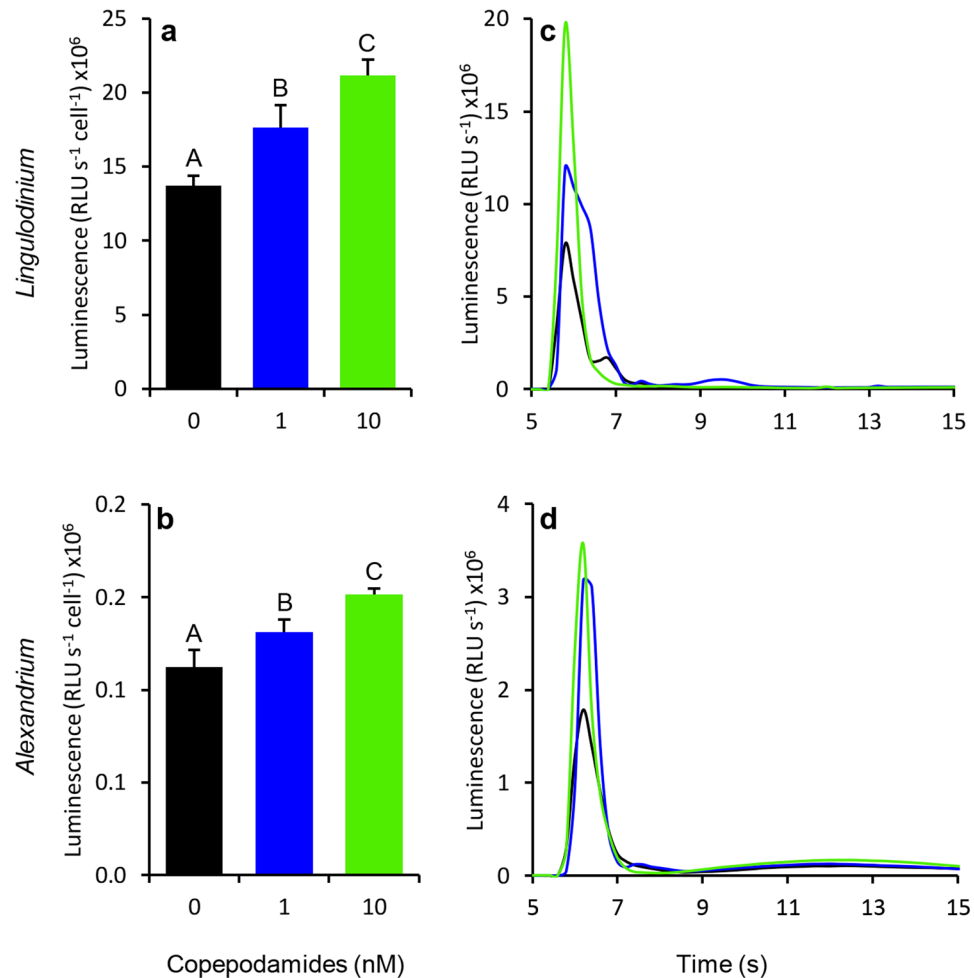 a
Lingulodinium
Luminescence (RLU s⁻¹ cell⁻¹) x10⁶
25
20
15
10
5
0
A
B
C
0 1 10
c
Luminescence (RLU s⁻¹) x10⁶
20
15
10
5
0
5 7 9 11 13 15
b
Alexandrium
Luminescence (RLU s⁻¹ cell⁻¹) x10⁶
0.2
0.2
0.1
0.1
0.0
A
B
C
0 1 10
Copepodamides (nM)
d
Luminescence (RLU s⁻¹) x10⁶
4
3
2
1
0
5 7 9 11 13 15
Time (s)